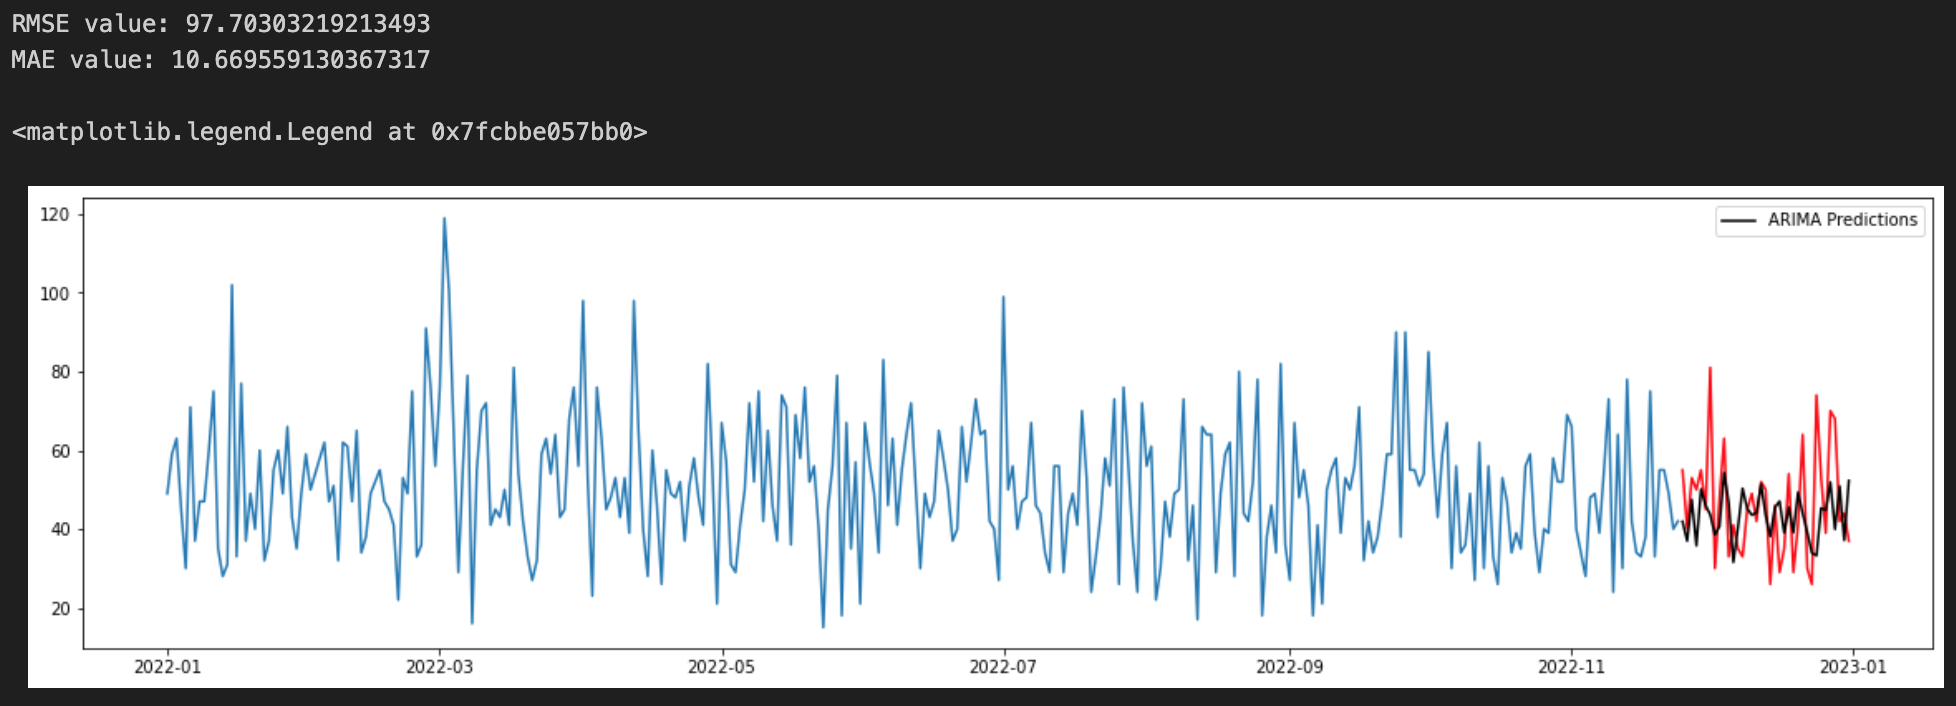 RMSE value: 97.70303219213493
MAE value: 10.669559130367317
<matplotlib.legend.Legend at 0x7fcbbe057bb0>
ARIMA Predictions
120
100
80
60
40
20
2022-01 2022-03 2022-05 2022-07 2022-09 2022-11 2023-01